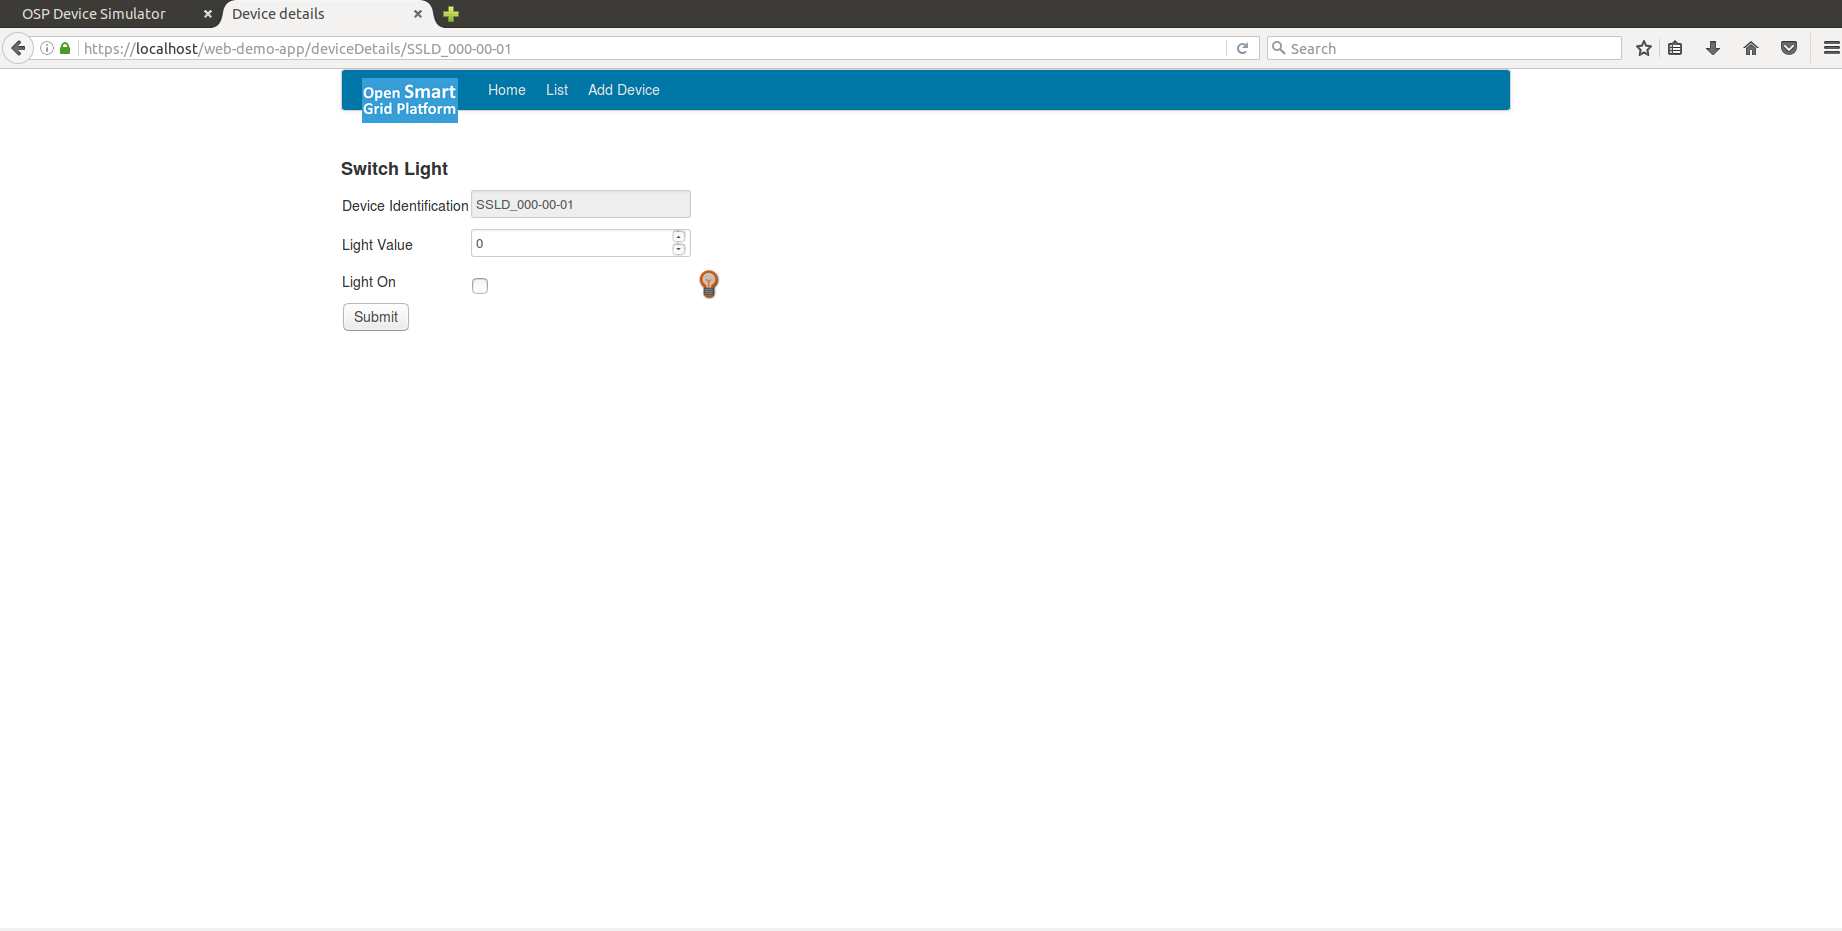 OSP Device Simulator
Device details
https://localhost/web-demo-app/deviceDetails/SSLD_000-00-01
Search
Open Smart
Grid Platform
Home List Add Device
Switch Light
Device Identification SSLD_000-00-01
Light Value 0
Light On
Submit